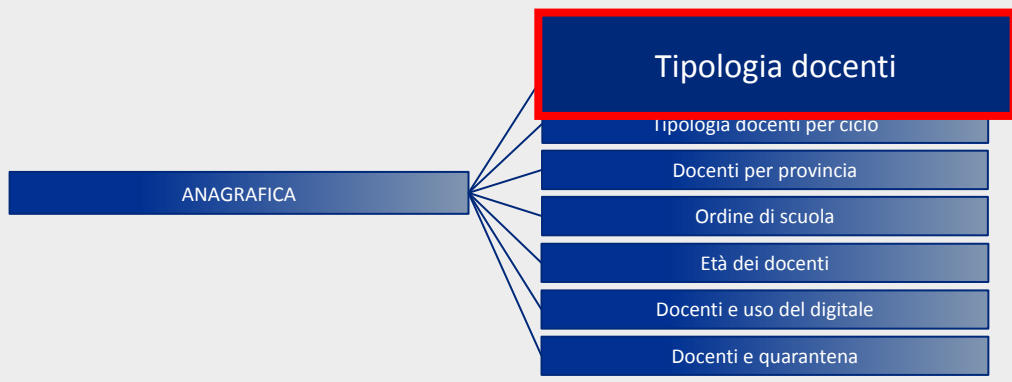 Tipologia docenti
Tipologia docenti per ciclo
ANAGRAFICA
Docenti per provincia
Ordine di scuola
Età dei docenti
Docenti e uso del digitale
Docenti e quarantena